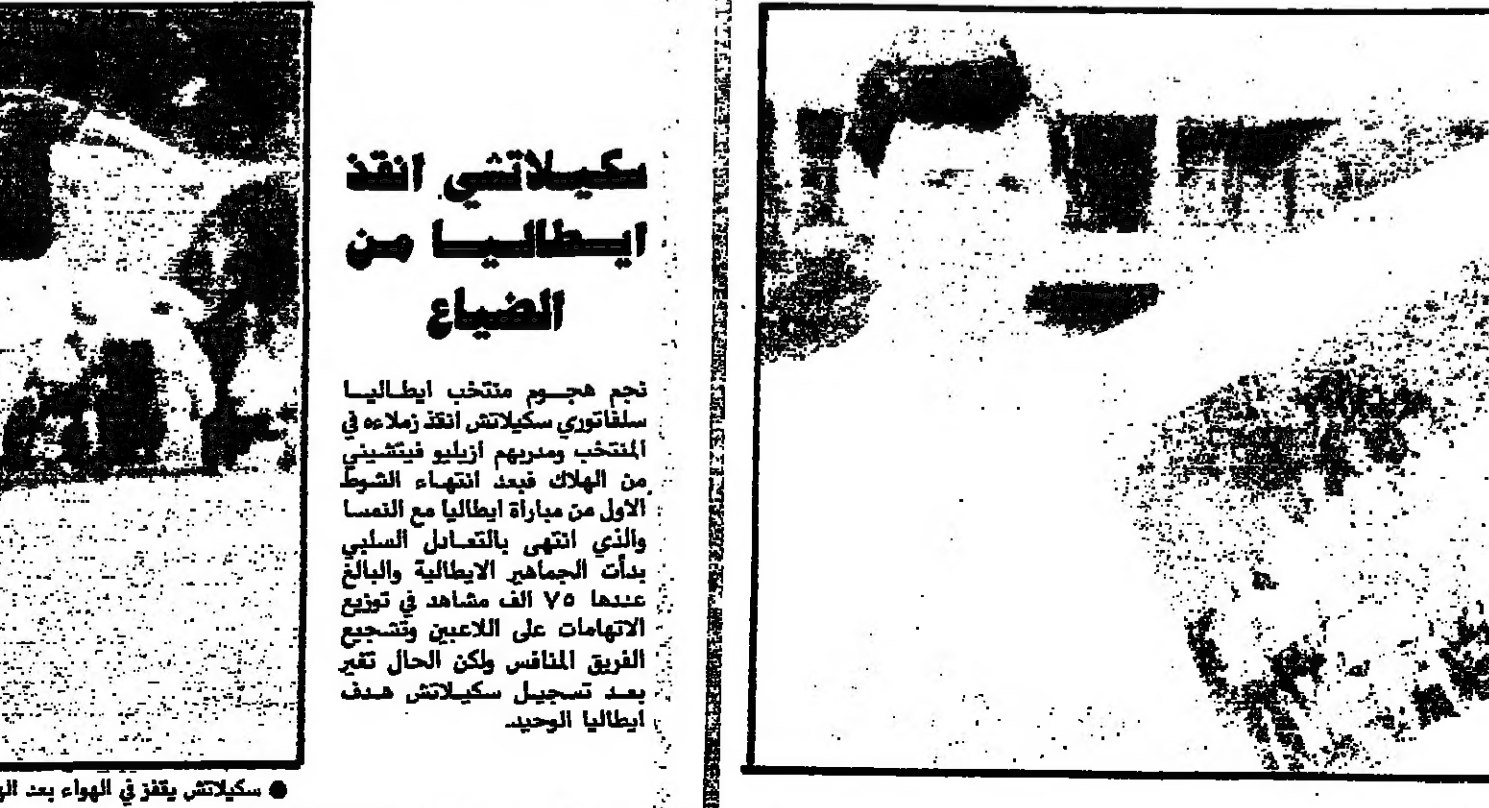 سكيلاتشي انقذ
ايطاليا من
الضياع
نجم هجوم منتخب ايطاليا
سلفاتوري سكيلاتش انقذ زملاءه في
المنتخب ومدربهم ازيليو فيتشيني
من الهلاك فبعد انتهاء الشوط
الاول من مباراة ايطاليا مع النمسا
والذي انتهى بالتعادل السلبي
بدأت الجماهير الايطالية والبالغ
عددها ٧٥ الف مشاهد في توزيع
الاتهامات على اللاعبين وتشجيع
الفريق المنافس ولكن الحال تغير
بعد تسجيل سكيلاتش هدف
ايطاليا الوحيد.
● سكيلاتش يقفز في الهواء بعد